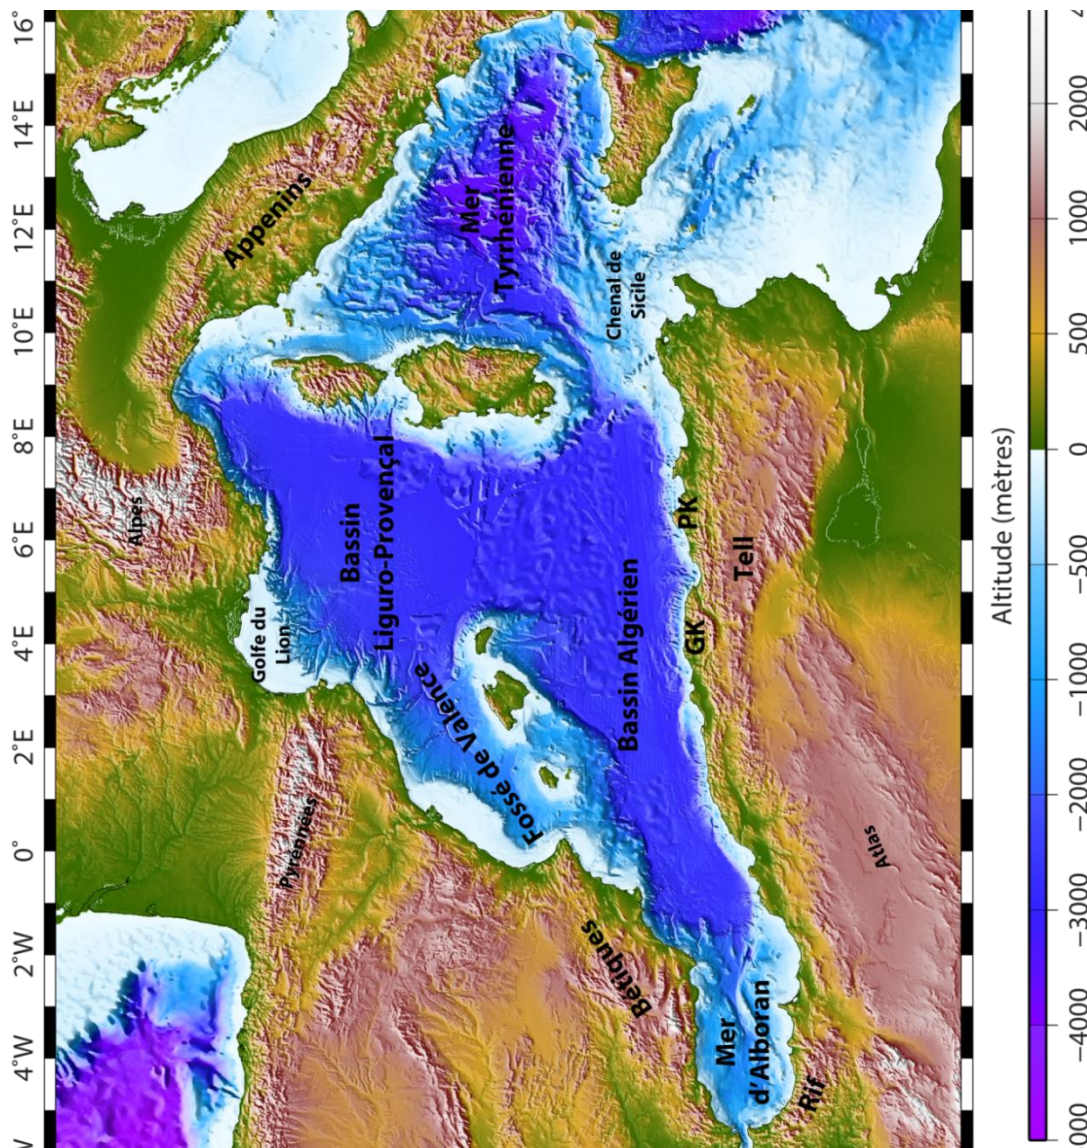 4°W
2°W
0°
2°E
4°E
6°E
8°E
10°E
12°E
14°E
16°
Alpes
Appenins
Golfe du
Lion
Pyrénnées
Bassin
Liguro-Provençal
Mer
Tyrrhénienne
Fossé de Valence
Chenal de
Sicile
Bétiques
Bassin Algérien
Mer
d'Alboran
GK
PK
Rif
Tell
Atlas
Altitude (mètres)
−4000
−3000
−2000
−1000
−500
0
500
1000
2000